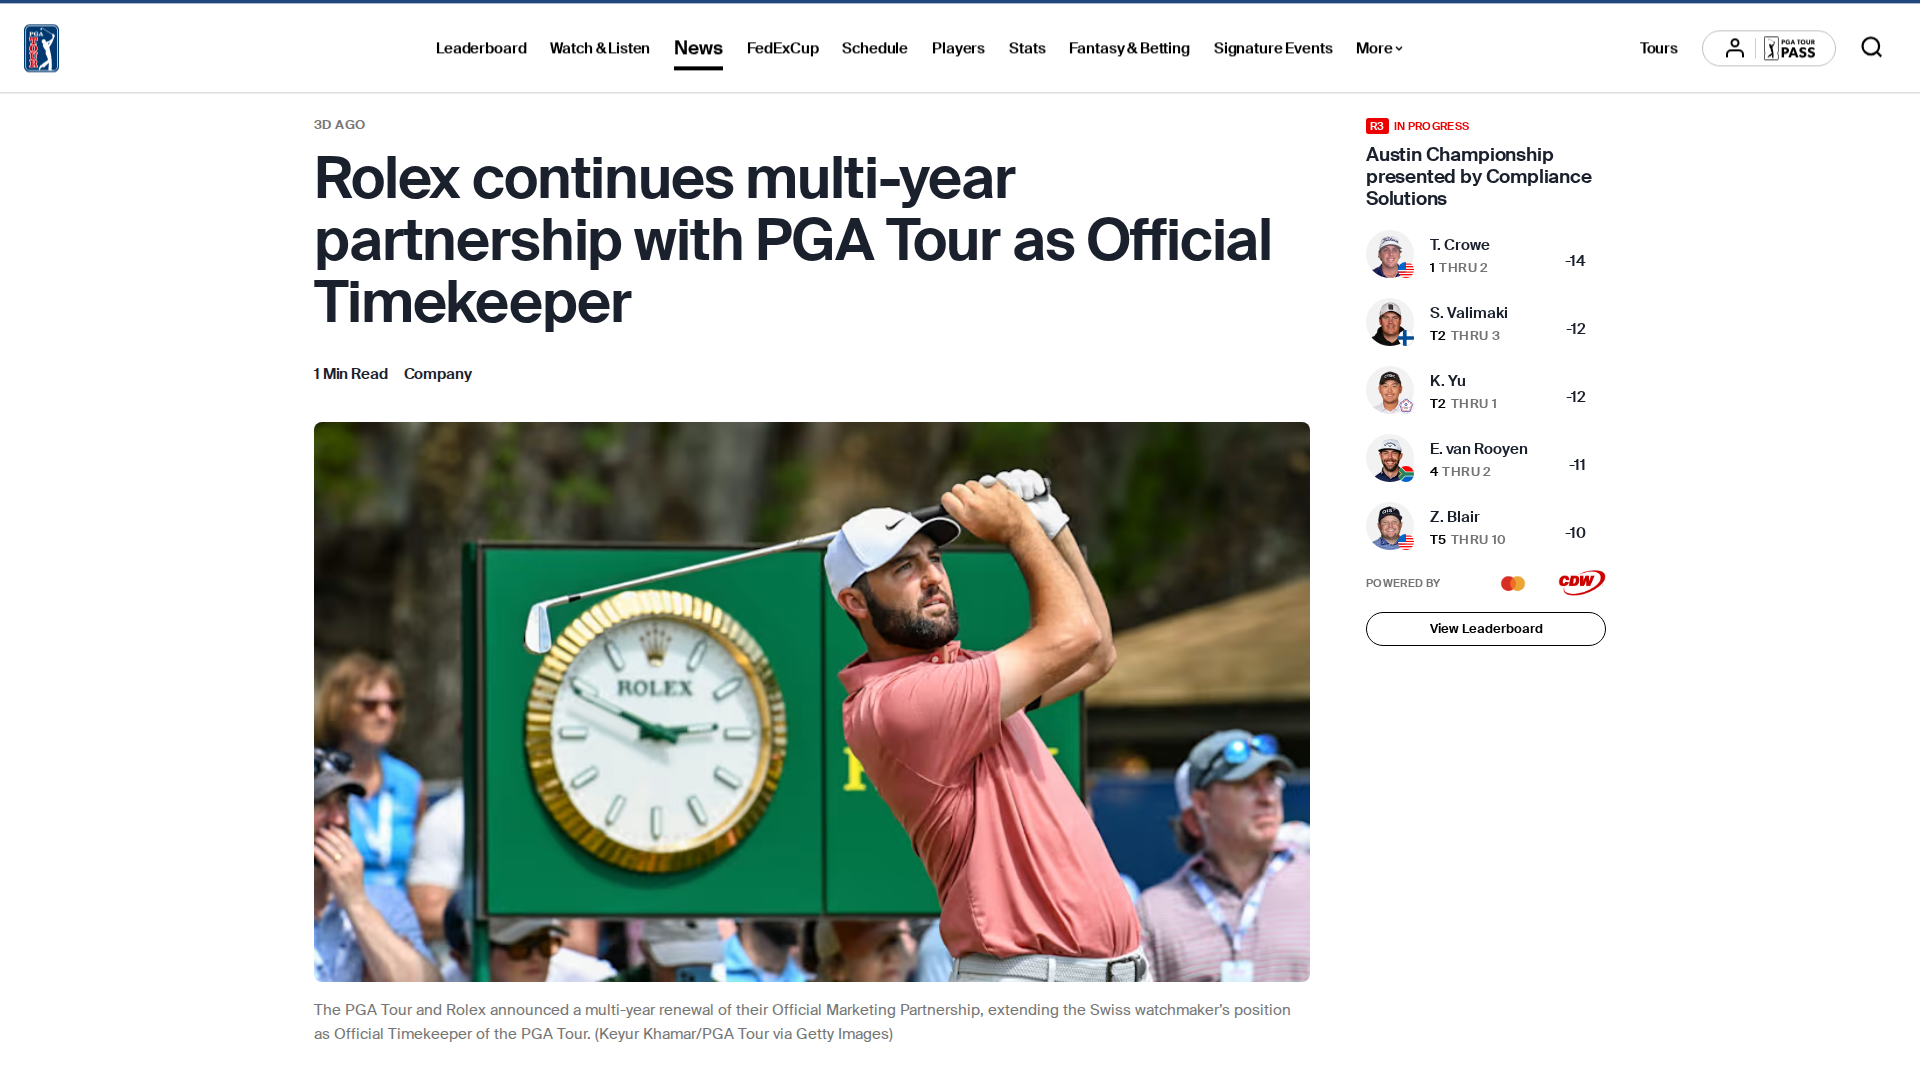 PGA
TOUR
Leaderboard Watch & Listen News FedExCup Schedule Players Stats Fantasy & Betting Signature Events More
Tours
PGA TOUR
PASS
3D AGO
Rolex continues multi-year
partnership with PGA Tour as Official
Timekeeper
1 Min Read Company
ROLEX
The PGA Tour and Rolex announced a multi-year renewal of their Official Marketing Partnership, extending the Swiss watchmaker’s position
as Official Timekeeper of the PGA Tour. (Keyur Khamar/PGA Tour via Getty Images)
R3 IN PROGRESS
Austin Championship
presented by Compliance
Solutions
T. Crowe
1 THRU 2
-14
S. Valimaki
T2 THRU 3
-12
K. Yu
T2 THRU 1
-12
E. van Rooyen
4 THRU 2
-11
Z. Blair
T5 THRU 10
-10
POWERED BY
CDW
View Leaderboard